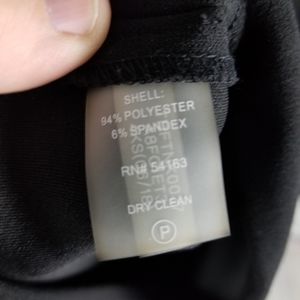 SHELL:
94% POLYESTER
6% SPANDEX
RN# 54163
DRY CLEAN
P